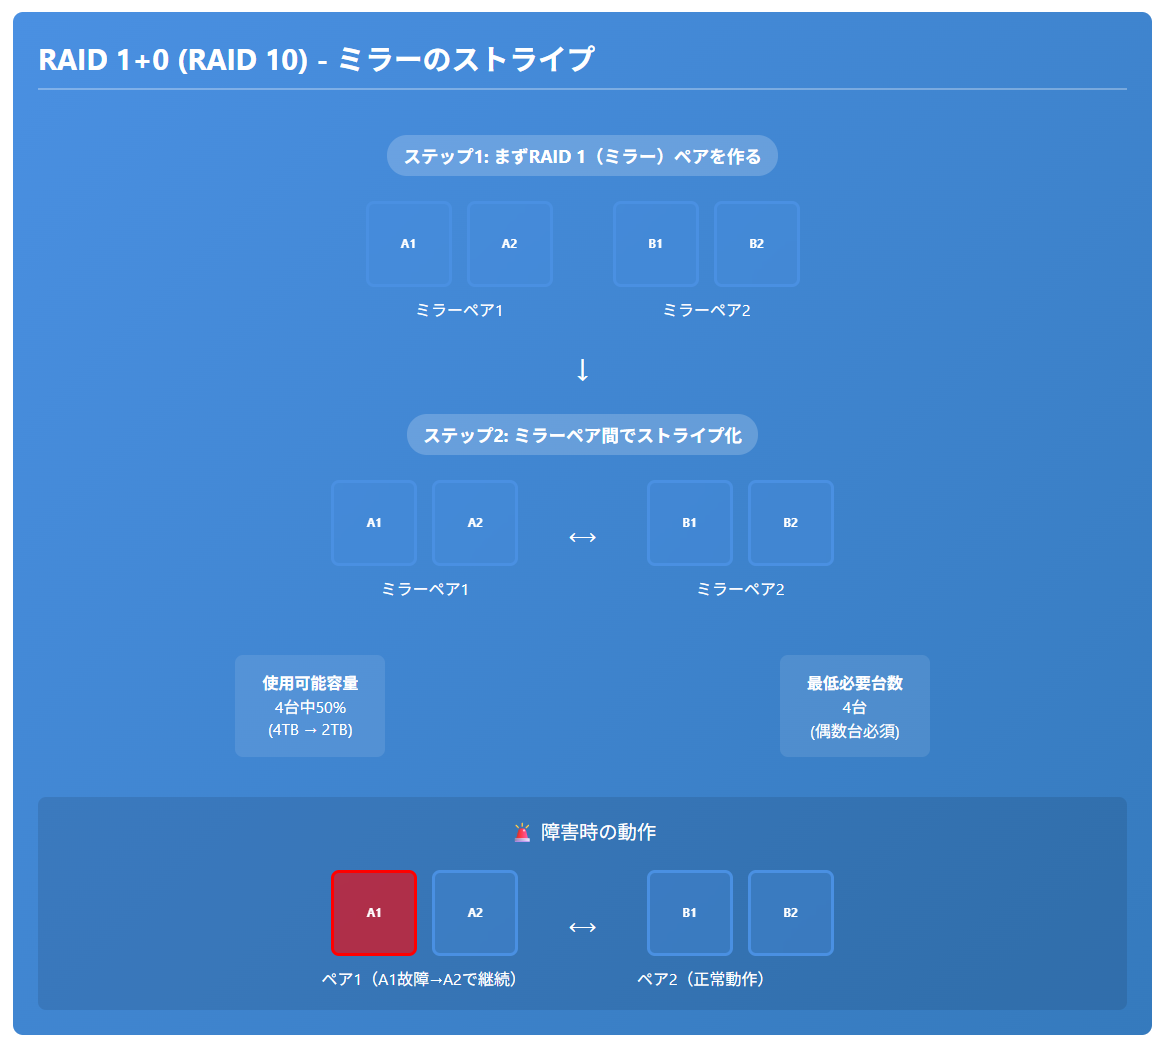 RAID 1+0 (RAID 10) - ミラーのストライプ
ステップ1: まずRAID 1（ミラー）ペアを作る
A1 A2 B1 B2
ミラーペア1 ミラーペア2
↓
ステップ2: ミラーペア間でストライプ化
A1 A2 ↔ B1 B2
ミラーペア1 ミラーペア2
使用可能容量
4台中50%
(4TB → 2TB)
最低必要台数
4台
(偶数台必須)
🚨 障害時の動作
A1 A2 ↔ B1 B2
ペア1（A1故障→A2で継続） ペア2（正常動作）